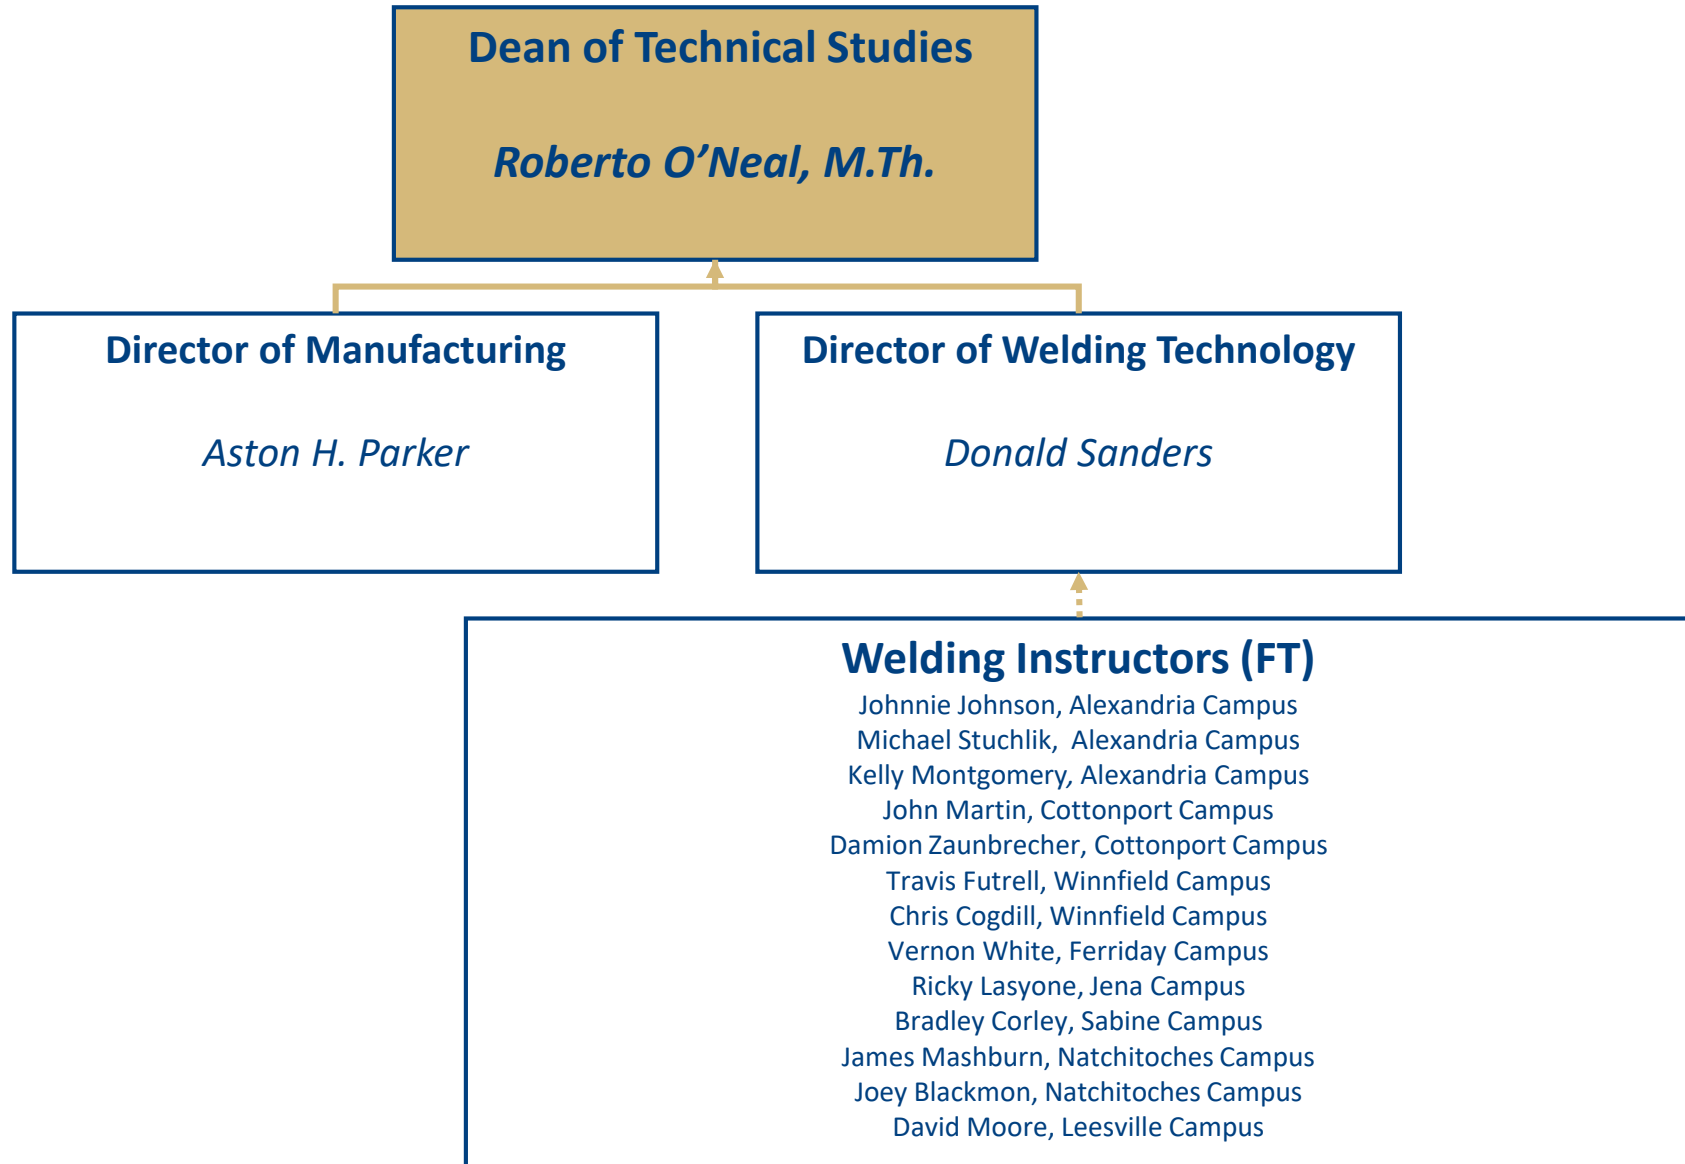 Dean of Technical Studies
Roberto O’Neal, M.Th.
Director of Manufacturing
Aston H. Parker
Director of Welding Technology
Donald Sanders
Welding Instructors (FT)
Johnnie Johnson, Alexandria Campus
Michael Stuchlik,  Alexandria Campus
Kelly Montgomery, Alexandria Campus
John Martin, Cottonport Campus
Damion Zaunbrecher, Cottonport Campus
Travis Futrell, Winnfield Campus
Chris Cogdill, Winnfield Campus
Vernon White, Ferriday Campus
Ricky Lasyone, Jena Campus
Bradley Corley, Sabine Campus
James Mashburn, Natchitoches Campus
Joey Blackmon, Natchitoches Campus
David Moore, Leesville Campus